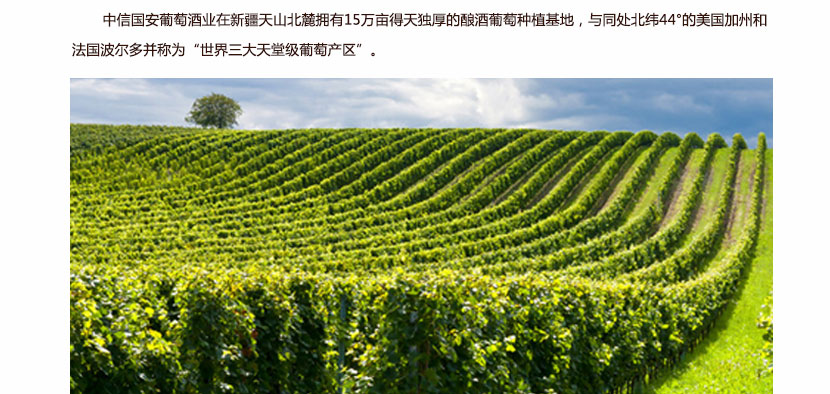 中信国安葡萄酒业在新疆天山北麓拥有15万亩得天独厚的酿酒葡萄种植基地，与同处北纬44°的美国加州和
法国波尔多并称为“世界三大天堂级葡萄产区”。